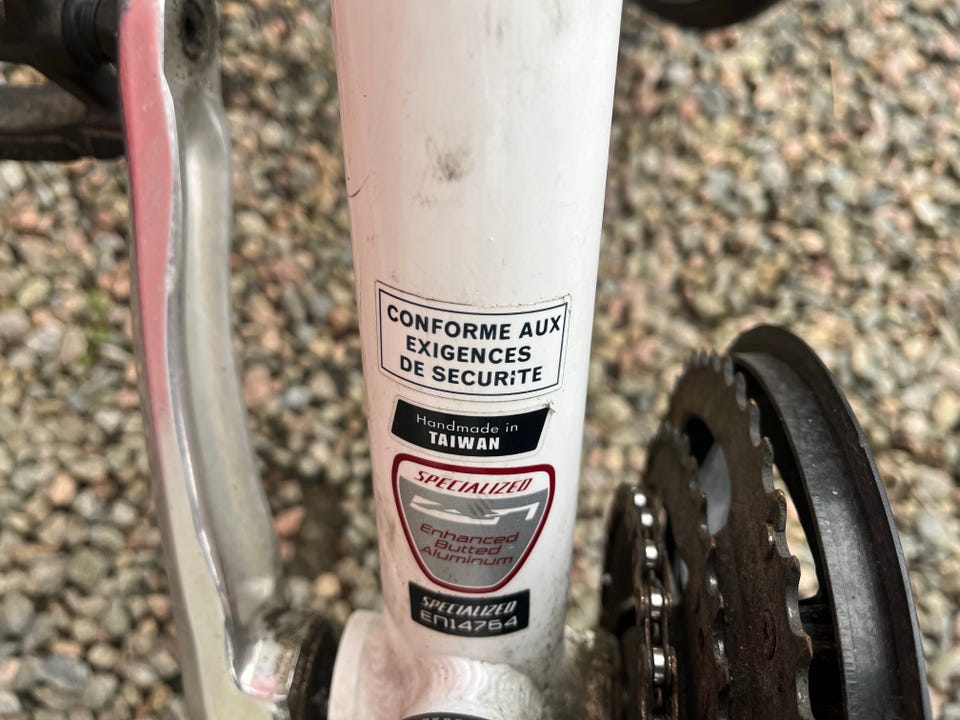 CONFORME AUX
EXIGENCES
DE SECURiTE
Handmade in
TAIWAN
SPECIALIZED
Enhanced
Butted
Aluminum
SPECIALIZED
EN14764